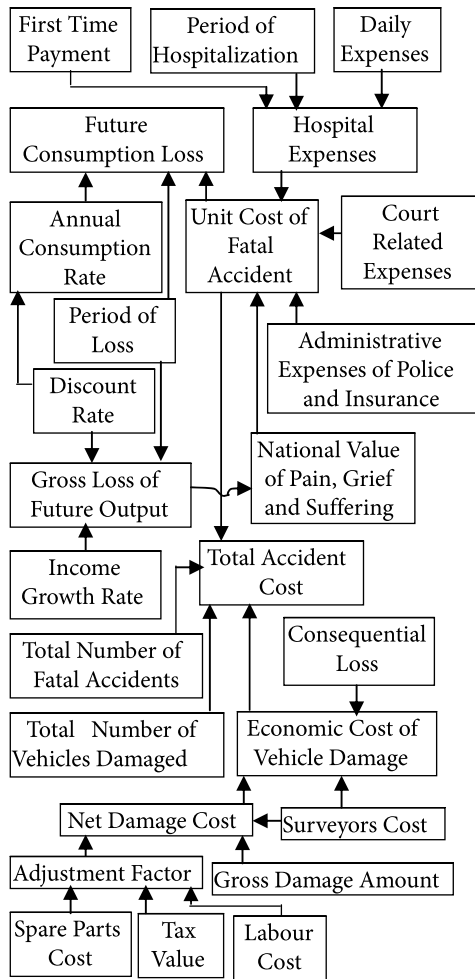 First Time
Payment
Period of
Hospitalization
Daily
Expenses
Future
Consumption Loss
Hospital
Expenses
Annual
Consumption
Rate
Unit Cost of
Fatal
Accident
Court
Related
Expenses
Period of
Loss
Administrative
Expenses of Police
and Insurance
Discount
Rate
Gross Loss of
Future Output
National Value
of Pain, Grief
and Suffering
Income
Growth Rate
Total Accident
Cost
Total Number of
Fatal Accidents
Consequential
Loss
Total Number of
Vehicles Damaged
Economic Cost of
Vehicle Damage
Net Damage Cost
Surveyors Cost
Adjustment Factor
Gross Damage Amount
Spare Parts
Cost
Tax
Value
Labour
Cost